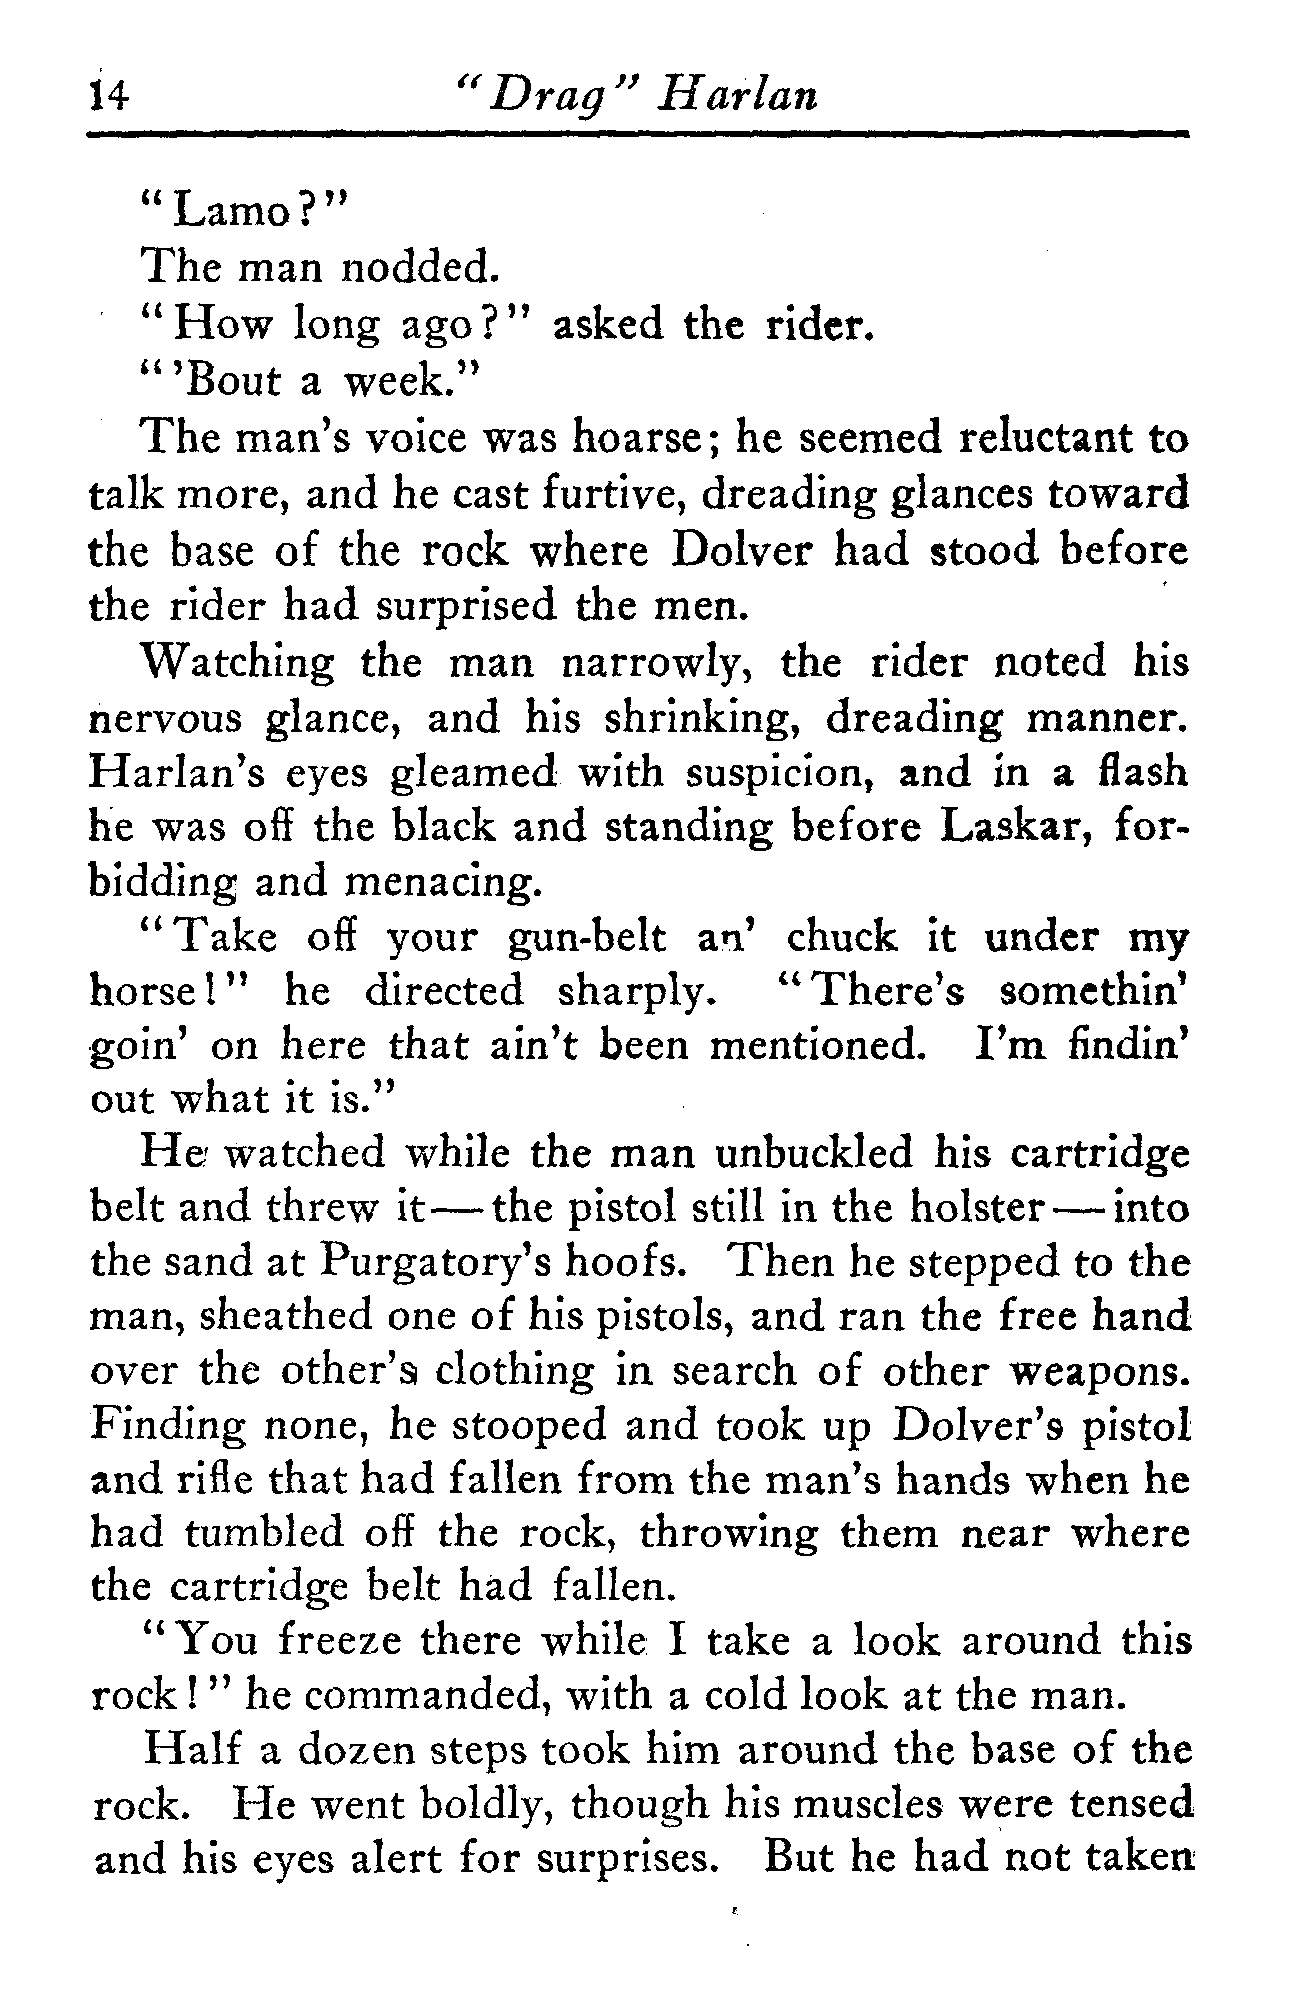 14 "Drag" Harlan
"Lamo?"
The man nodded.
"How long ago?" asked the rider.
"'Bout a week."
The man's voice was hoarse; he seemed reluctant to
talk more, and he cast furtive, dreading glances toward
the base of the rock where Dolver had stood before
the rider had surprised the men.
Watching the man narrowly, the rider noted his
nervous glance, and his shrinking, dreading manner.
Harlan's eyes gleamed with suspicion, and in a flash
he was off the black and standing before Laskar, for-
bidding and menacing.
"Take off your gun-belt an' chuck it under my
horse!" he directed sharply. "There's somethin'
goin' on here that ain't been mentioned. I'm findin'
out what it is."
He watched while the man unbuckled his cartridge
belt and threw it—the pistol still in the holster—into
the sand at Purgatory's hoofs. Then he stepped to the
man, sheathed one of his pistols, and ran the free hand
over the other's clothing in search of other weapons.
Finding none, he stooped and took up Dolver's pistol
and rifle that had fallen from the man's hands when he
had tumbled off the rock, throwing them near where
the cartridge belt had fallen.
"You freeze there while I take a look around this
rock!" he commanded, with a cold look at the man.
Half a dozen steps took him around the base of the
rock. He went boldly, though his muscles were tensed
and his eyes alert for surprises. But he had not taken